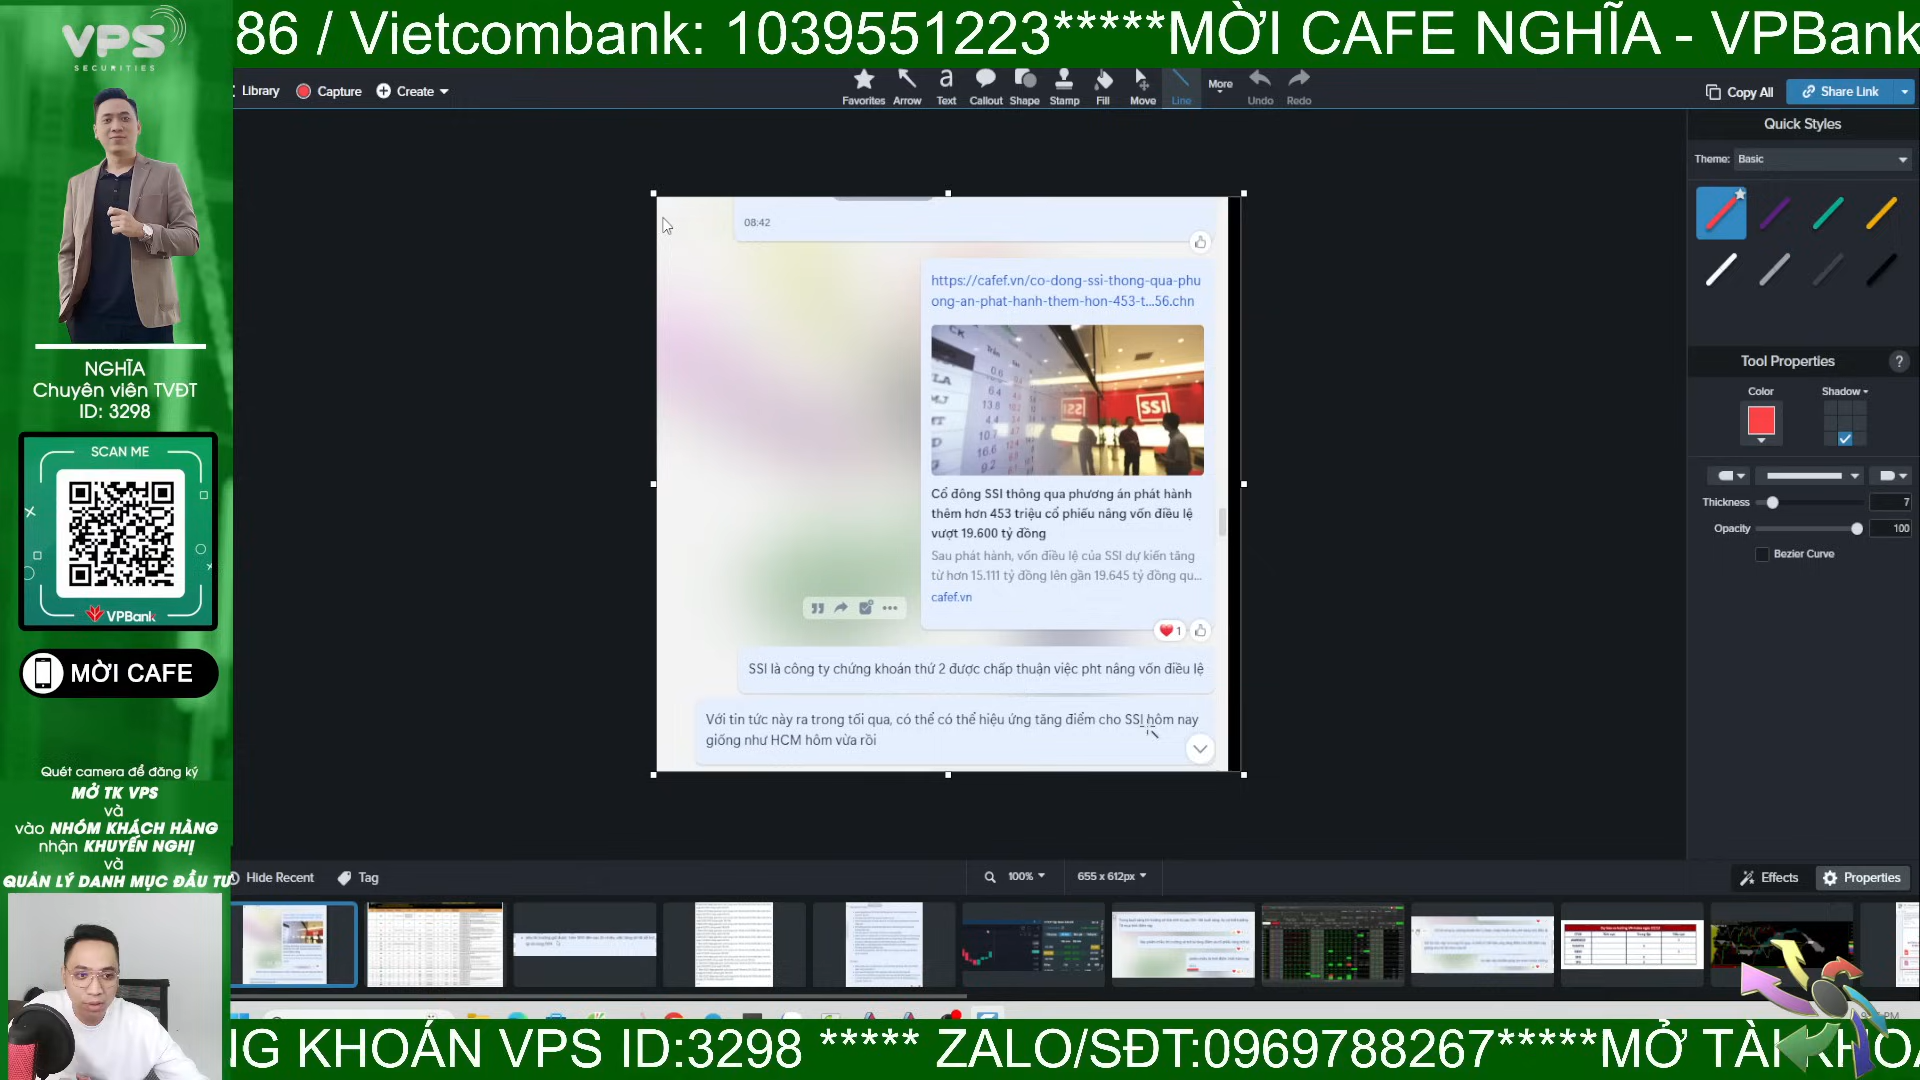 86 / Vietcombank: 1039551223*****MỜI CAFE NGHĨA - VPBank
VPS
SECURITIES
Library
Capture
Create
Favorites
Arrow
Text
Callout
Shape
Stamp
Fill
Move
Line
More
Undo
Redo
Copy All
Share Link
Quick Styles
Theme:
Basic
08:42
https://cafef.vn/co-dong-ssi-thong-qua-phu
ong-an-phat-hanh-them-hon-453-t...56.chn
SSI
Cổ đông SSI thông qua phương án phát hành
thêm hơn 453 triệu cổ phiếu nâng vốn điều lệ
vượt 19.600 tỷ đồng
Sau phát hành, vốn điều lệ của SSI dự kiến tăng
từ hơn 15.111 tỷ đồng lên gần 19.645 tỷ đồng qu...
cafef.vn
1
SSI là công ty chứng khoán thứ 2 được chấp thuận việc pht nâng vốn điều lệ
Với tin tức này ra trong tối qua, có thể có thể hiệu ứng tăng điểm cho SSI hôm nay
giống như HCM hôm vừa rồi
Tool Properties
?
Color
Shadow
Thickness
7
Opacity
100
Bezier Curve
NGHĨA
Chuyên viên TVĐT
ID: 3298
SCAN ME
VPBank
MỜI CAFE
Quét camera để đăng ký
MỞ TK VPS
và
vào NHÓM KHÁCH HÀNG
nhận KHUYẾN NGHỊ
và
QUẢN LÝ DANH MỤC ĐẦU TƯ
Hide Recent
Tag
100%
655 x 612px
Effects
Properties
NG KHOÁN VPS ID:3298 ***** ZALO/SĐT:0969788267*****MỞ TÀI KHOẢ